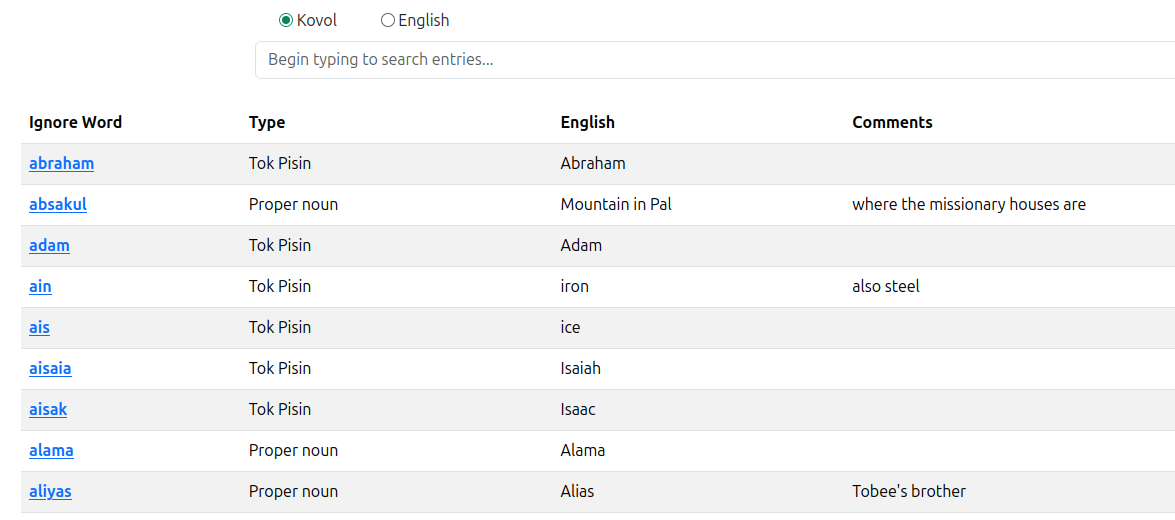 Kovol English
Begin typing to search entries...
Ignore Word Type English Comments
abraham Tok Pisin Abraham
absakul Proper noun Mountain in Pal where the missionary houses are
adam Tok Pisin Adam
ain Tok Pisin iron also steel
ais Tok Pisin ice
aisaia Tok Pisin Isaiah
aisak Tok Pisin Isaac
alama Proper noun Alama
aliyas Proper noun Alias Tobee's brother